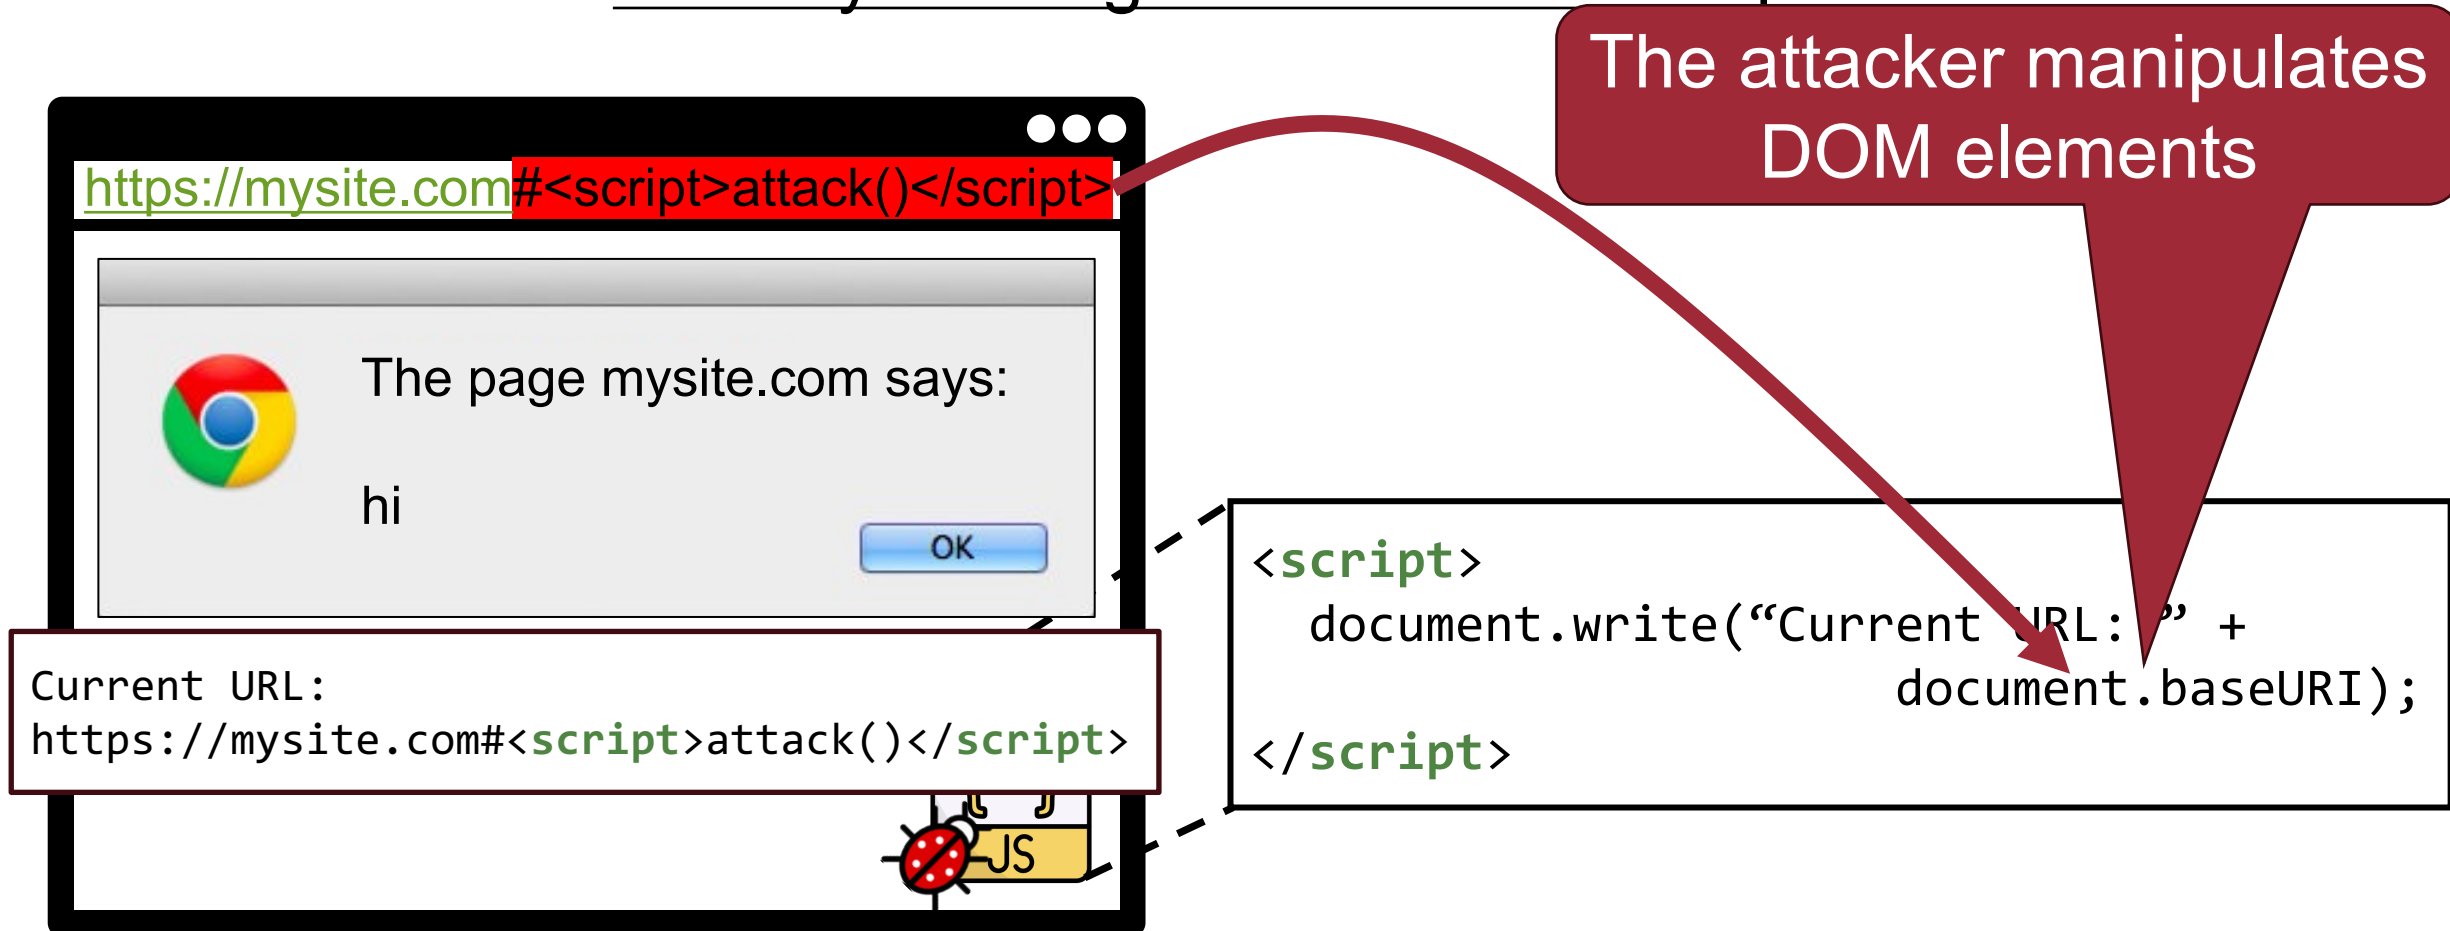 The attacker manipulates
DOM elements
https://mysite.com#<script>attack()</script>
The page mysite.com says:
hi
OK
Current URL:
https://mysite.com#<script>attack()</script>
JS
<script>
document.write(“Current URL: ” +
document.baseURI);
</script>